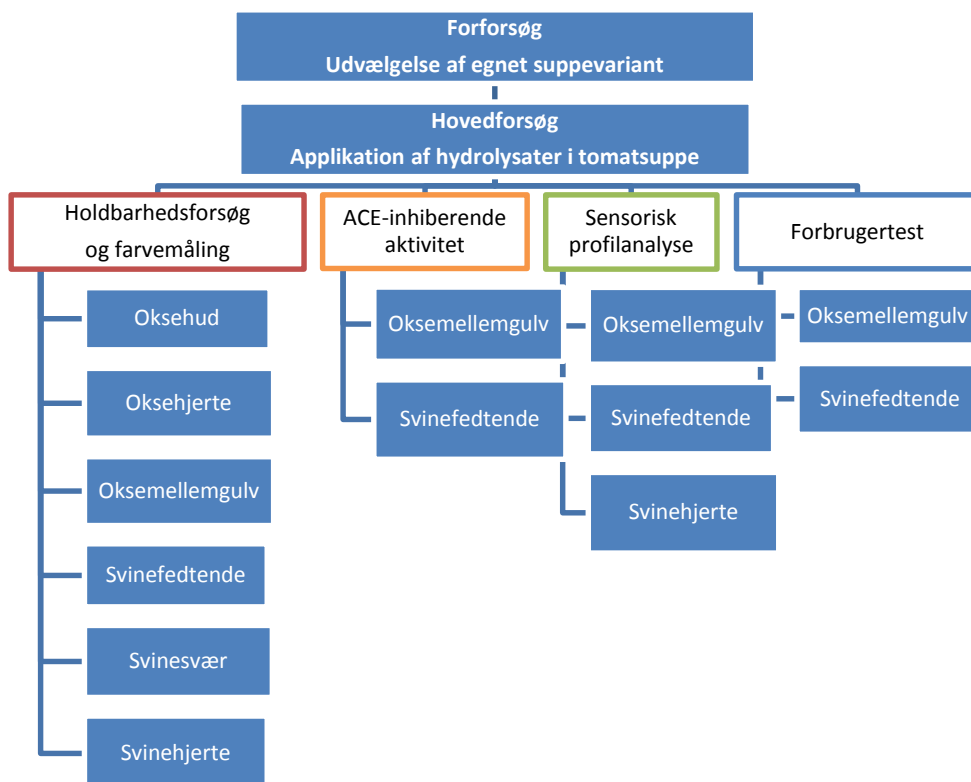 Forforsøg
Udvælgelse af egnet suppevariant
Hovedforsøg
Applikation af hydrolysater i tomatsuppe
Holdbarhedsforsøg
og farvemåling
Oksehud
Oksehjerte
Oksemellemgulv
Svinefedtende
Svinesvær
Svinehjerte
ACE-inhiberende
aktivitet
Oksemellemgulv
Svinefedtende
Sensorisk
profilanalyse
Oksemellemgulv
Svinefedtende
Svinehjerte
Forbrugertest
Oksemellemgulv
Svinefedtende